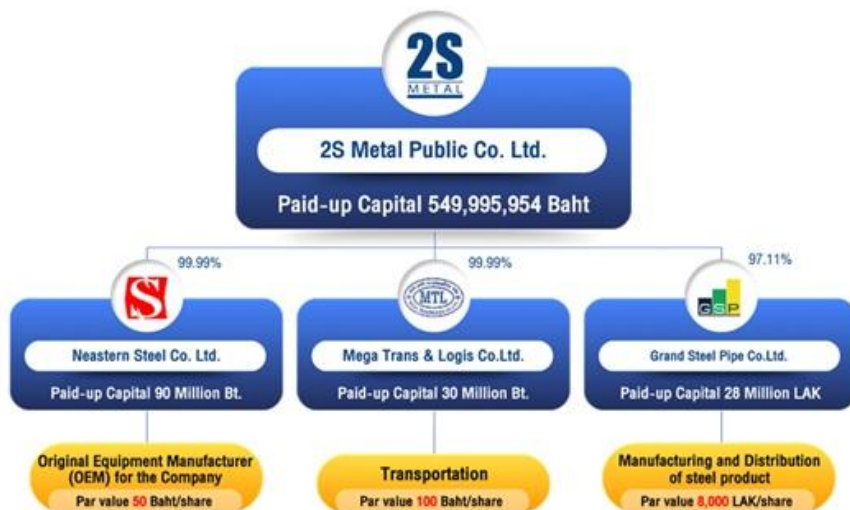 2S
METAL
2S Metal Public Co. Ltd.
Paid-up Capital 549,995,954 Baht
99.99%
99.99%
97.11%
S
MTL
GSP
Neastern Steel Co. Ltd.
Mega Trans & Logis Co.Ltd.
Grand Steel Pipe Co.Ltd.
Paid-up Capital 90 Million Bt.
Paid-up Capital 30 Million Bt.
Paid-up Capital 28 Million LAK
Original Equipment Manufacturer
(OEM) for the Company
Par value 50 Baht/share
Transportation
Par value 100 Baht/share
Manufacturing and Distribution
of steel product
Par value 8,000 LAK/share